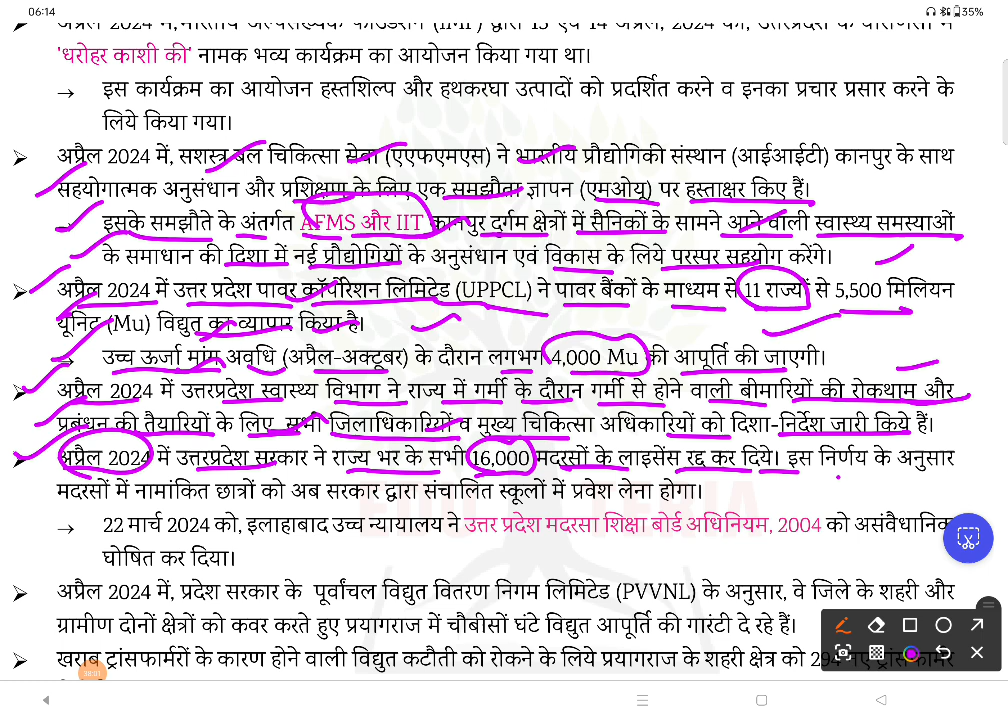 06:14
35%
अप्रैल 2024 में, भारतीय अल्पसंख्यक फाउंडेशन (IMF) द्वारा 13 एवं 14 अप्रैल, 2024 को, उत्तरप्रदेश के वाराणसी में
'धरोहर काशी की' नामक भव्य कार्यक्रम का आयोजन किया गया था।
→ इस कार्यक्रम का आयोजन हस्तशिल्प और हथकरघा उत्पादों को प्रदर्शित करने व इनका प्रचार प्रसार करने के
लिये किया गया।
➢ अप्रैल 2024 में, सशस्त्र बल चिकित्सा सेवा (एएफएमएस) ने भारतीय प्रौद्योगिकी संस्थान (आईआईटी) कानपुर के साथ
सहयोगात्मक अनुसंधान और प्रशिक्षण के लिए एक समझौता ज्ञापन (एमओयू) पर हस्ताक्षर किए हैं।
→ इसके समझौते के अंतर्गत AFMS और IIT कानपुर दुर्गम क्षेत्रों में सैनिकों के सामने आने वाली स्वास्थ्य समस्याओं
के समाधान की दिशा में नई प्रौद्योगियों के अनुसंधान एवं विकास के लिये परस्पर सहयोग करेंगे।
➢ अप्रैल 2024 में उत्तर प्रदेश पावर कॉर्पोरेशन लिमिटेड (UPPCL) ने पावर बैंकों के माध्यम से 11 राज्यों से 5,500 मिलियन
यूनिट (Mu) विद्युत का व्यापार किया है।
→ उच्च ऊर्जा मांग अवधि (अप्रैल-अक्टूबर) के दौरान लगभग 4,000 Mu की आपूर्ति की जाएगी।
➢ अप्रैल 2024 में उत्तरप्रदेश स्वास्थ्य विभाग ने राज्य में गर्मी के दौरान गर्मी से होने वाली बीमारियों की रोकथाम और
प्रबंधन की तैयारियों के लिए सभी जिलाधिकारियों व मुख्य चिकित्सा अधिकारियों को दिशा-निर्देश जारी किये हैं।
➢ अप्रैल 2024 में उत्तरप्रदेश सरकार ने राज्य भर के सभी 16,000 मदरसों के लाइसेंस रद्द कर दिये। इस निर्णय के अनुसार
मदरसों में नामांकित छात्रों को अब सरकार द्वारा संचालित स्कूलों में प्रवेश लेना होगा।
→ 22 मार्च 2024 को, इलाहाबाद उच्च न्यायालय ने उत्तर प्रदेश मदरसा शिक्षा बोर्ड अधिनियम, 2004 को असंवैधानिक
घोषित कर दिया।
➢ अप्रैल 2024 में, प्रदेश सरकार के पूर्वांचल विद्युत वितरण निगम लिमिटेड (PVVNL) के अनुसार, वे जिले के शहरी और
ग्रामीण दोनों क्षेत्रों को कवर करते हुए प्रयागराज में चौबीसों घंटे विद्युत आपूर्ति की गारंटी दे रहे हैं।
➢ खराब ट्रांसफार्मरों के कारण होने वाली विद्युत कटौती को रोकने के लिये प्रयागराज के शहरी क्षेत्र को 294 नए ट्रांसफार्मर